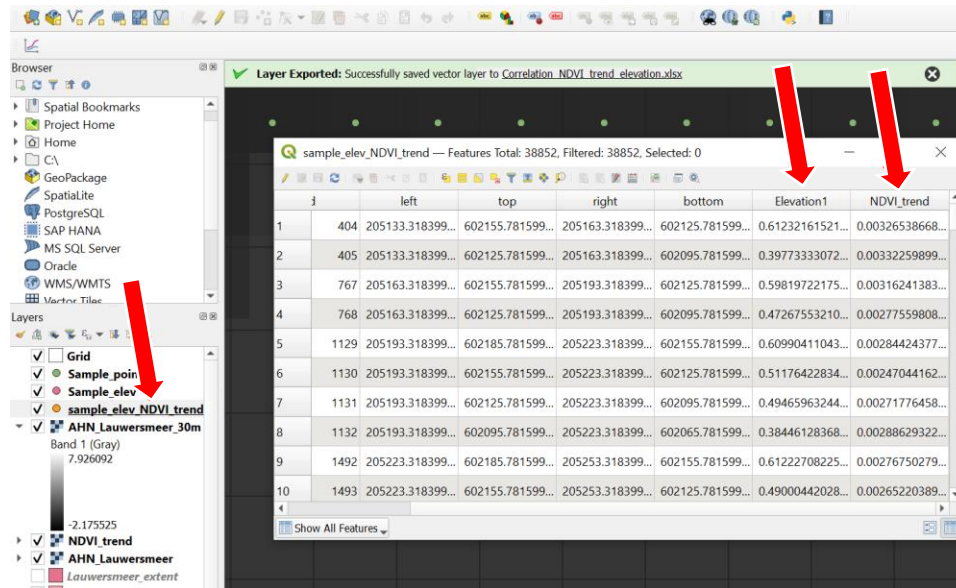 Browser
Layer Exported: Successfully saved vector layer to Correlation_NDVI_trend_elevation.xlsx
Spatial Bookmarks
Project Home
Home
C:\
GeoPackage
SpatiaLite
PostgreSQL
SAP HANA
MS SQL Server
Oracle
WMS/WMTS
Vector Tiles
sample_elev_NDVI_trend — Features Total: 38852, Filtered: 38852, Selected: 0
left top right bottom Elevation1 NDVI_trend
1 404 205133.318399... 602155.781599... 205163.318399... 602125.781599... 0.61232161521... 0.00326538668...
2 405 205133.318399... 602125.781599... 205163.318399... 602095.781599... 0.39773333072... 0.00332259899...
3 767 205163.318399... 602155.781599... 205193.318399... 602125.781599... 0.59819722175... 0.00316241383...
4 768 205163.318399... 602125.781599... 205193.318399... 602095.781599... 0.47267553210... 0.00277559808...
5 1129 205193.318399... 602185.781599... 205223.318399... 602155.781599... 0.60990411043... 0.00284424377...
6 1130 205193.318399... 602155.781599... 205223.318399... 602125.781599... 0.51176422834... 0.00247044162...
7 1131 205193.318399... 602125.781599... 205223.318399... 602095.781599... 0.49465963244... 0.00271776458...
8 1132 205193.318399... 602095.781599... 205223.318399... 602065.781599... 0.38446128368... 0.00288629322...
9 1492 205223.318399... 602185.781599... 205253.318399... 602155.781599... 0.61222708225... 0.00276750279...
10 1493 205223.318399... 602155.781599... 205253.318399... 602125.781599... 0.49000442028... 0.00265220389...
Show All Features
Layers
Grid
Sample_poin
Sample_elev
sample_elev_NDVI_trend
AHN_Lauwersmeer_30m
Band 1 (Gray)
7.926092
-2.175525
NDVI_trend
AHN_Lauwersmeer
Lauwersmeer_extent